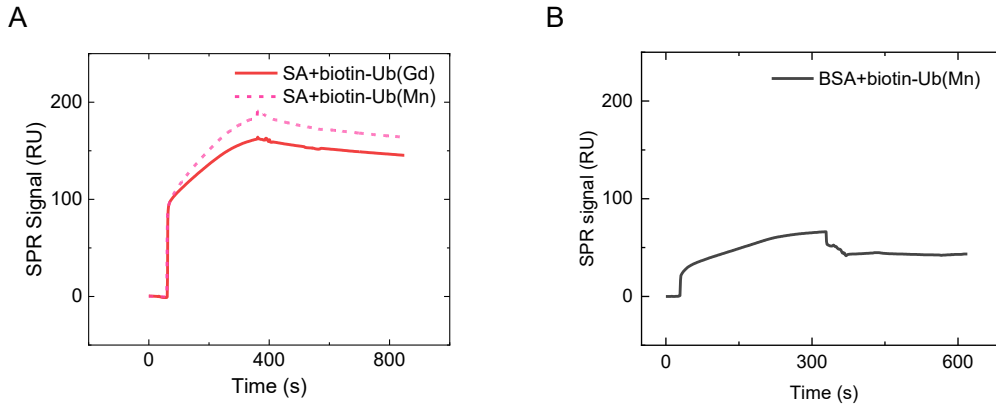 A
SPR Signal (RU)
200
100
0
SA+biotin-Ub(Gd)
SA+biotin-Ub(Mn)
0
400
800
Time (s)
B
SPR signal (RU)
200
100
0
BSA+biotin-Ub(Mn)
0
300
600
Time (s)